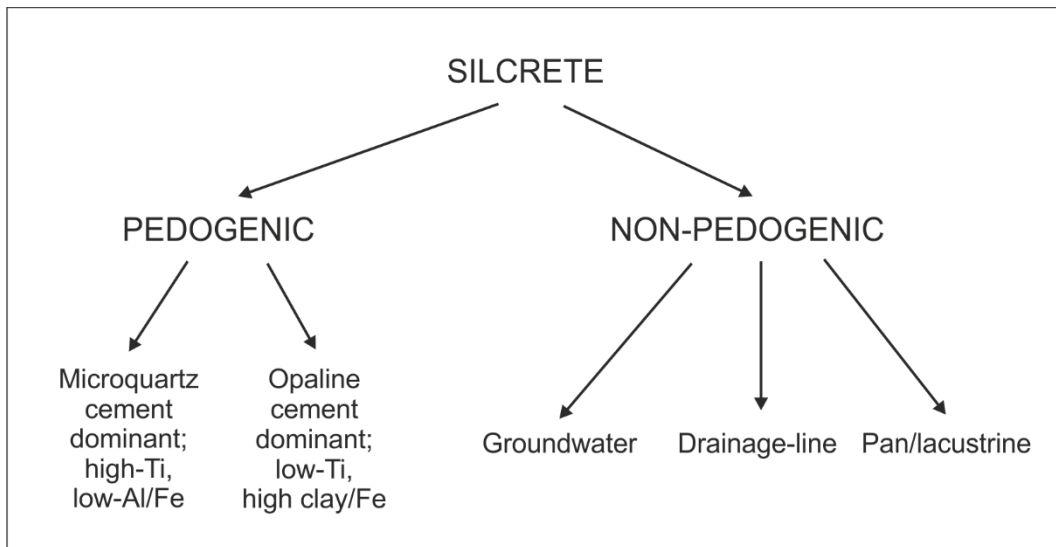 SILCRETE
PEDOGENIC
NON-PEDOGENIC
Microquartz
cement
dominant;
high-Ti,
low-Al/Fe
Opaline
cement
dominant;
low-Ti,
high clay/Fe
Groundwater
Drainage-line
Pan/lacustrine